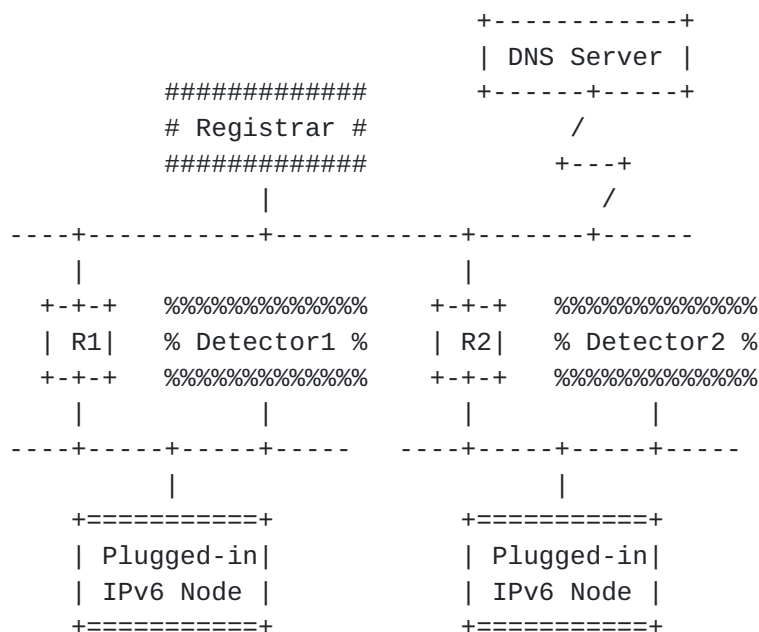 +------------+
| DNS Server |
#############       +------+-----+
# Registrar #             /
#############            +---+
|                     /
----+-----------+------------+-------+------
|                        |
+-+-+   %%%%%%%%%%%%%    +-+-+   %%%%%%%%%%%%%
| R1|   % Detector1 %    | R2|   % Detector2 %
+-+-+   %%%%%%%%%%%%%    +-+-+   %%%%%%%%%%%%%
|           |            |           |
----+-----+-----+-----   ----+-----+-----+-----
|                        |
+===========+            +===========+
| Plugged-in|            | Plugged-in|
| IPv6 Node |            | IPv6 Node |
+===========+            +===========+